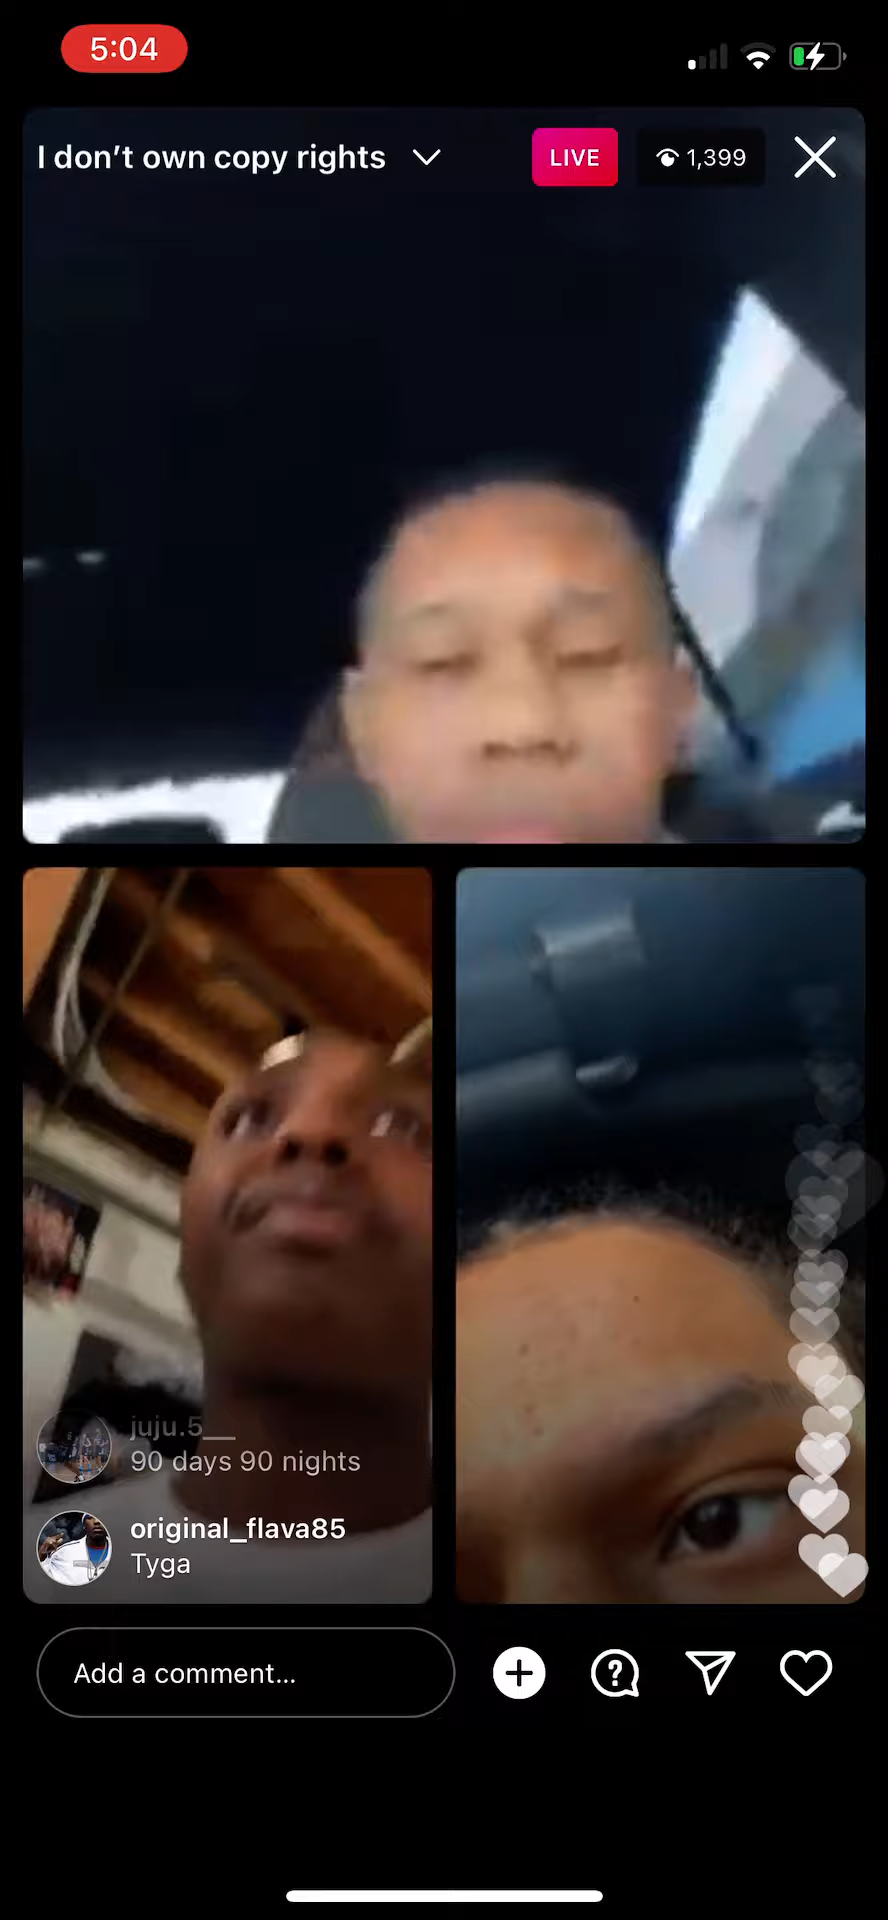 5:04
I don’t own copy rights
LIVE
1,399
juju.5__
90 days 90 nights
original_flava85
Tyga
Add a comment...